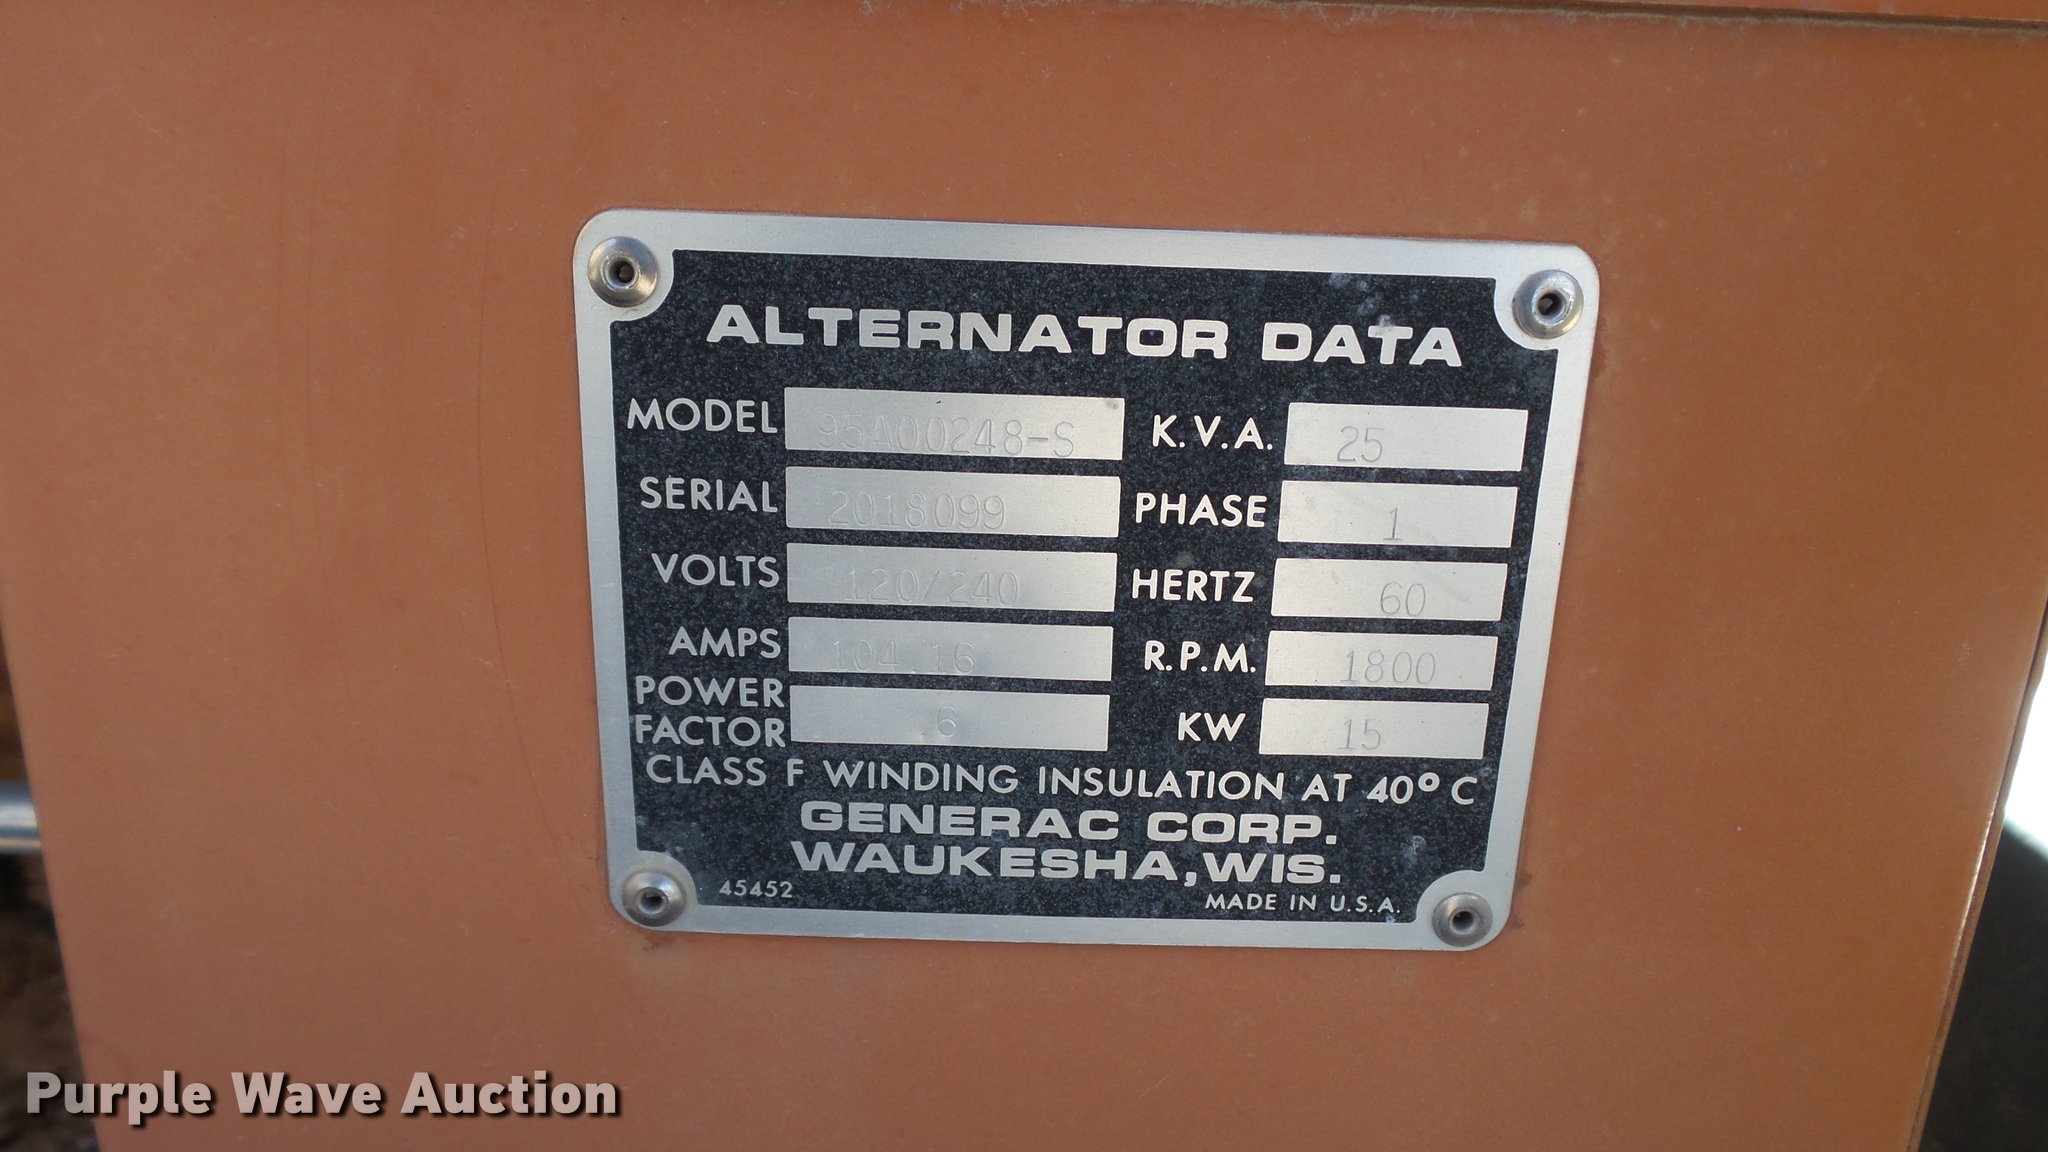 ALTERNATOR DATA
MODEL 95A00248-S K.V.A. 25
SERIAL 2018099 PHASE 1
VOLTS 120/240 HERTZ 60
AMPS 104.16 R.P.M. 1800
POWER FACTOR .6 KW 15
CLASS F WINDING INSULATION AT 40° C
GENERAC CORP.
WAUKESHA, WIS.
45452 MADE IN U.S.A.
Purple Wave Auction